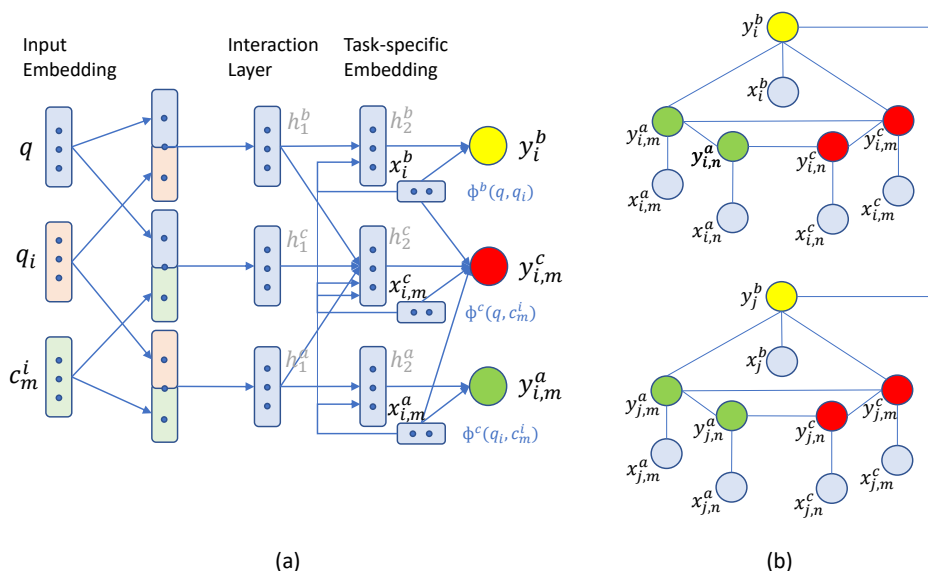 Input
Embedding
Interaction
Layer
Task-specific
Embedding
q
q_i
c_m^i
h_1^b
h_2^b
x_i^b
y_i^b
ϕ^b(q, q_i)
h_1^c
h_2^c
x_{i,m}^c
y_{i,m}^c
ϕ^c(q, c_m^i)
h_1^a
h_2^a
x_{i,m}^a
y_{i,m}^a
ϕ^c(q_i, c_m^i)
(a)
y_i^b
x_i^b
y_{i,m}^a
y_{i,n}^a
y_{i,n}^c
y_{i,m}^c
x_{i,m}^a
x_{i,n}^a
x_{i,n}^c
x_{i,m}^c
y_j^b
x_j^b
y_{j,m}^a
y_{j,n}^a
y_{j,n}^c
y_{j,m}^c
x_{j,m}^a
x_{j,n}^a
x_{j,n}^c
x_{j,m}^c
(b)